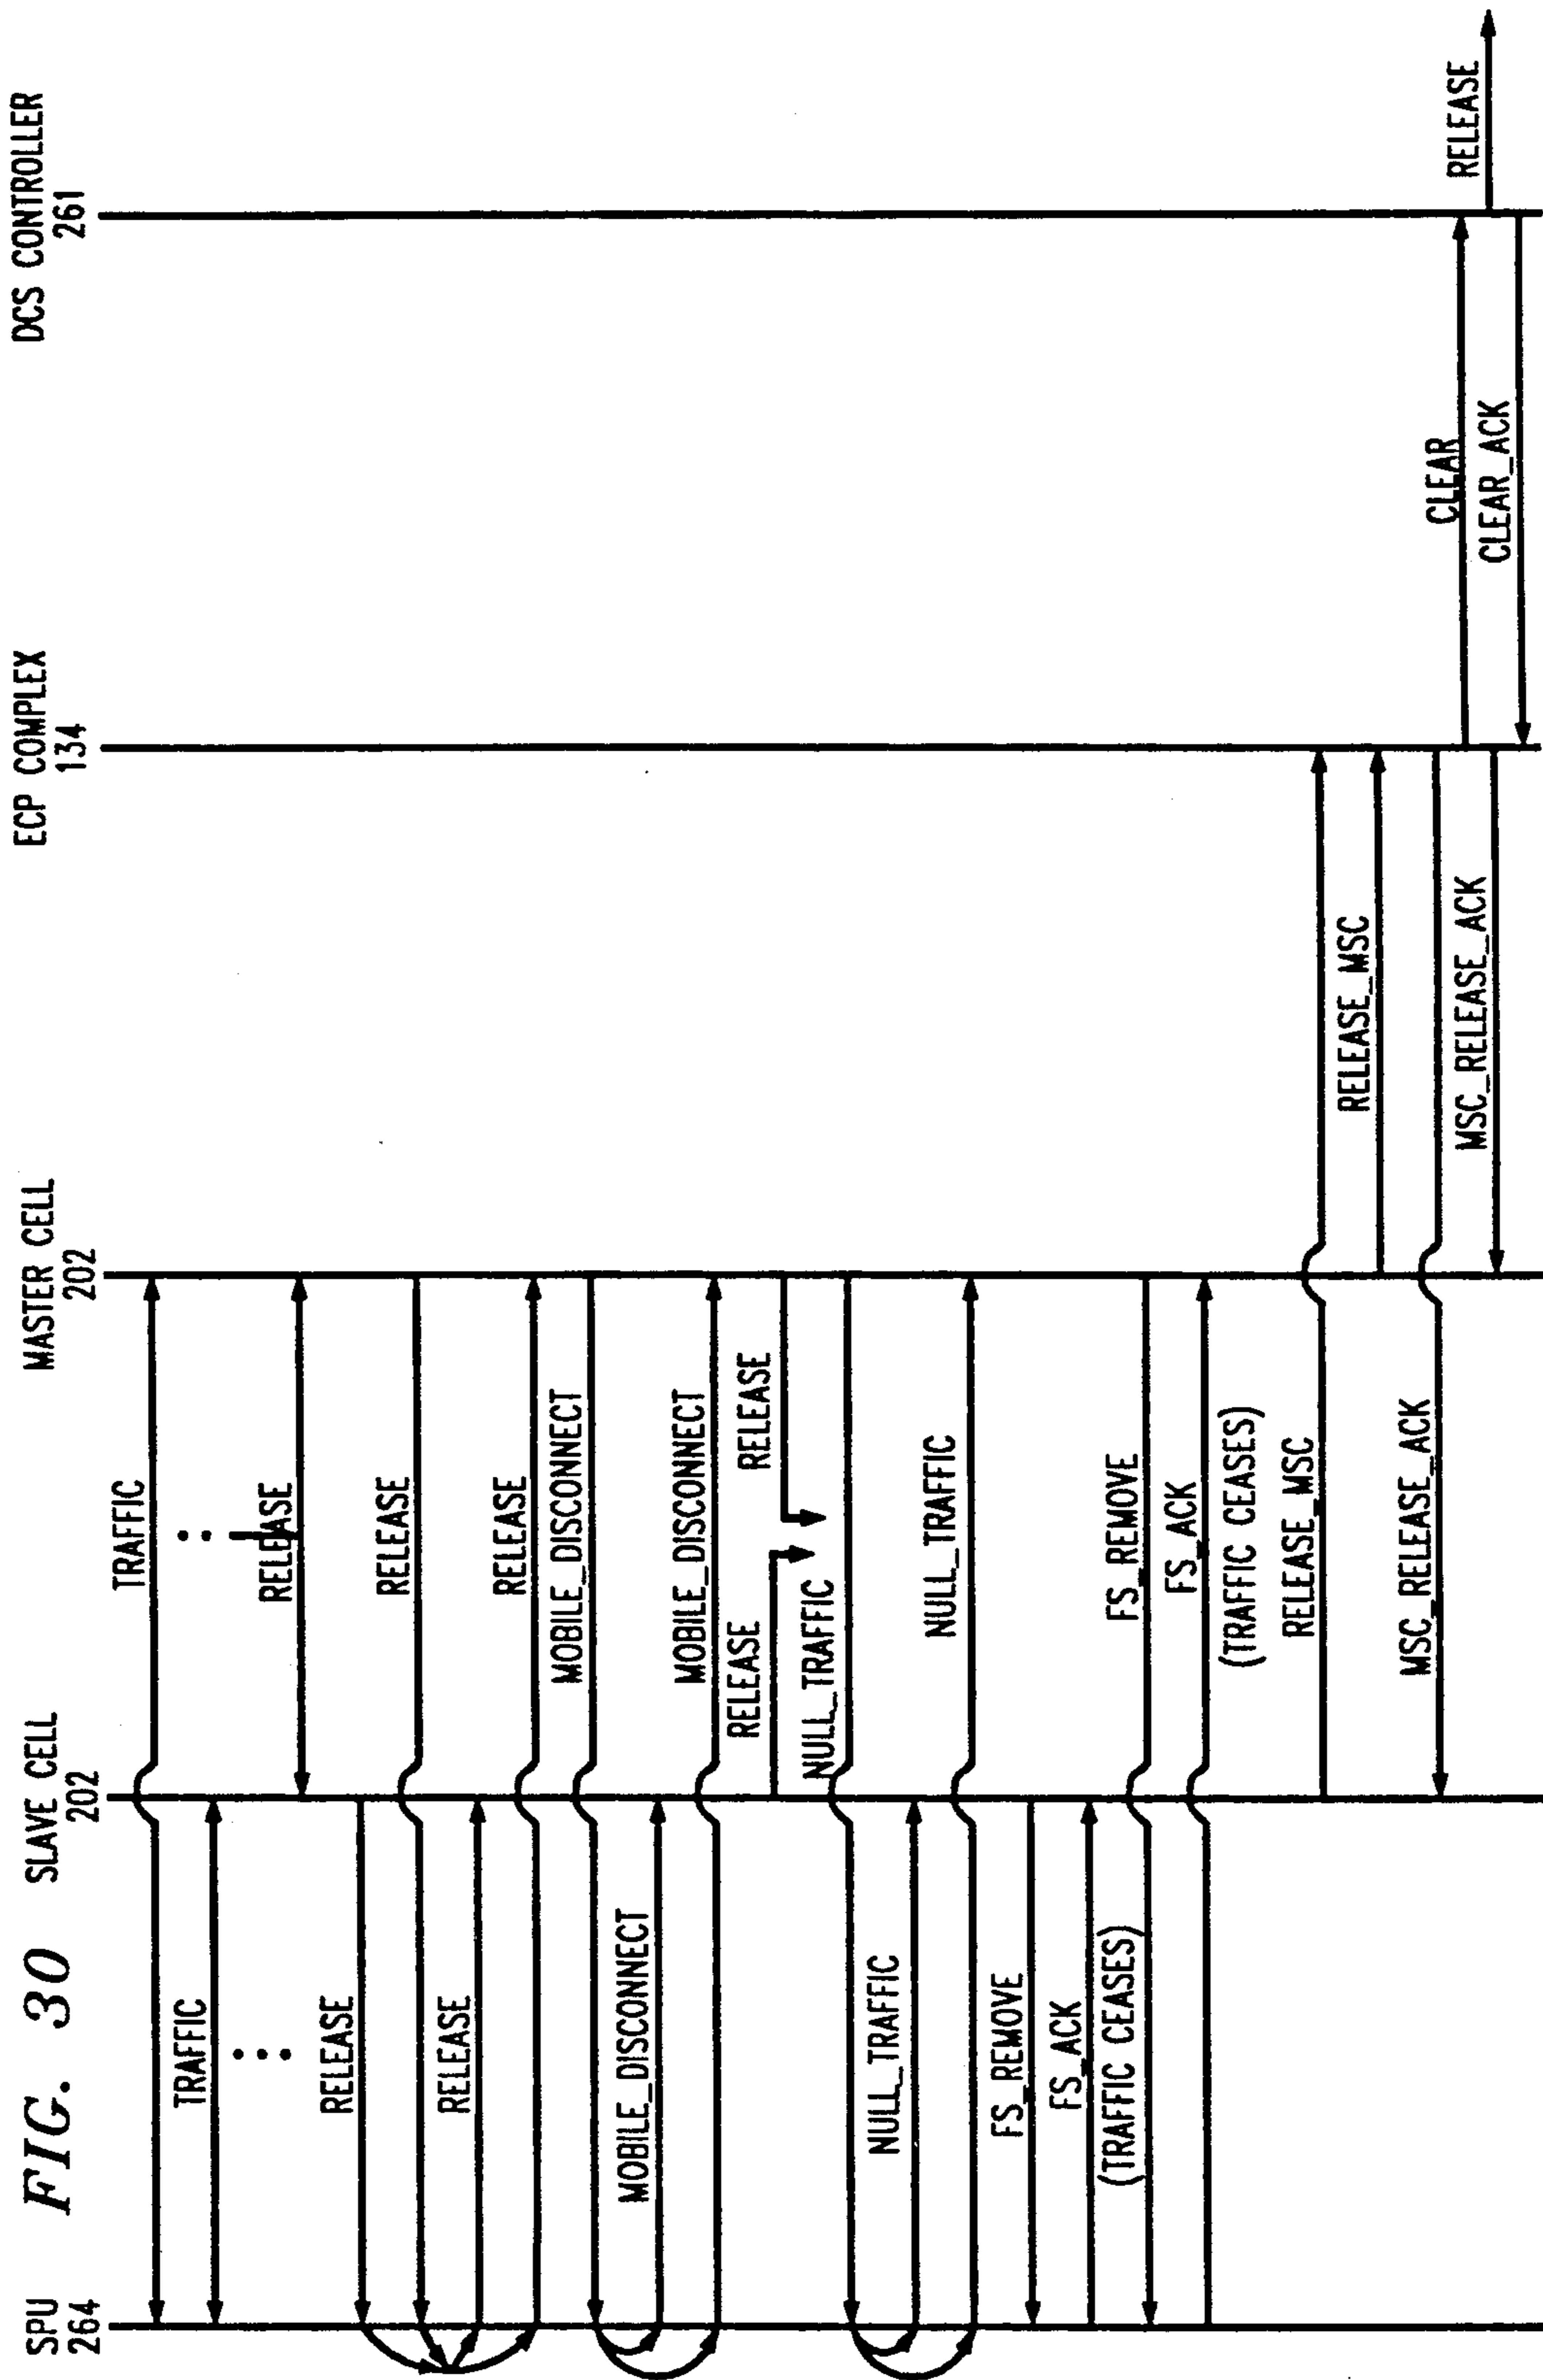 FIG. 30
SPU
264
SLAVE CELL
202
MASTER CELL
202
ECP COMPLEX
134
DCS CONTROLLER
261
TRAFFIC
TRAFFIC
RELEASE
RELEASE
RELEASE
RELEASE
RELEASE
MOBILE_DISCONNECT
MOBILE_DISCONNECT
MOBILE_DISCONNECT
RELEASE
RELEASE
NULL_TRAFFIC
NULL_TRAFFIC
NULL_TRAFFIC
FS_REMOVE
FS_ACK
(TRAFFIC CEASES)
FS_REMOVE
FS_ACK
(TRAFFIC CEASES)
RELEASE_MSC
RELEASE_MSC
MSC_RELEASE_ACK
MSC_RELEASE_ACK
CLEAR
RELEASE
CLEAR_ACK